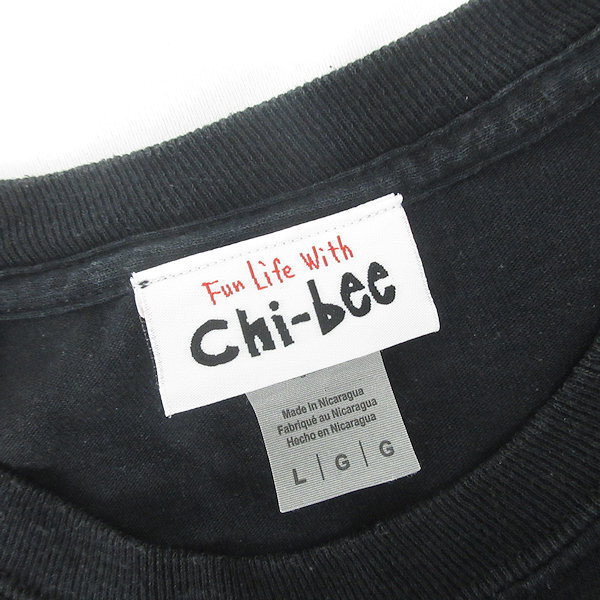 Fun Life With
Chi-bee
Made in Nicaragua
Fabriqué au Nicaragua
Hecho en Nicaragua
L | G | G